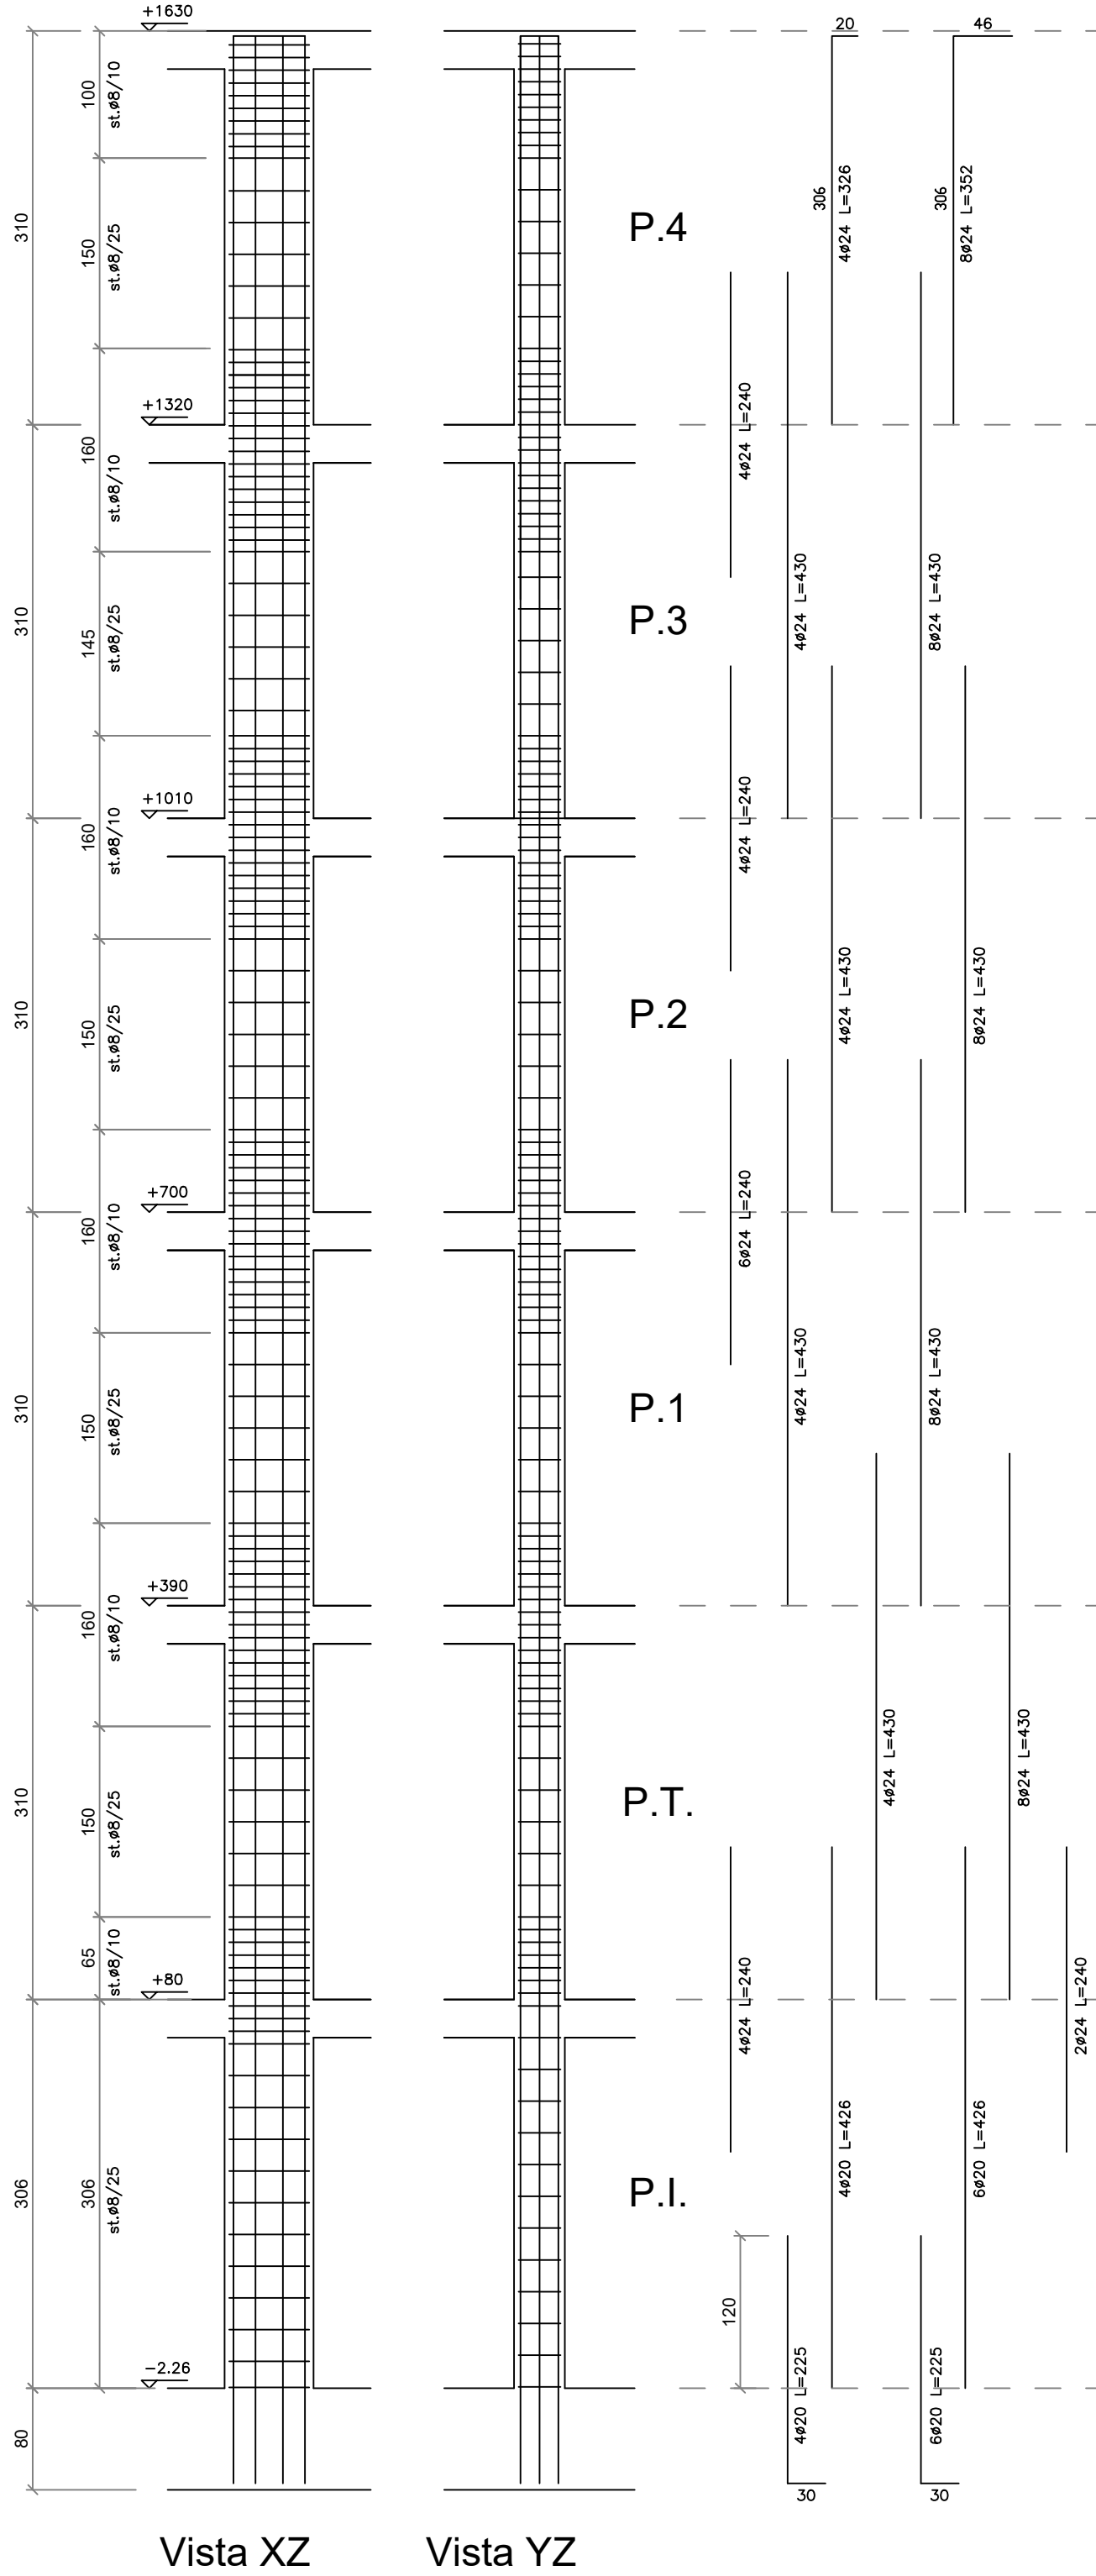 +1630
20
46
100
st.ø8/10
310
150
st.ø8/25
P.4
306
4ø24 L=326
306
8ø24 L=352
+1320
160
st.ø8/10
4ø24 L=240
310
145
st.ø8/25
P.3
4ø24 L=430
8ø24 L=430
+1010
160
st.ø8/10
4ø24 L=240
310
150
st.ø8/25
P.2
4ø24 L=430
8ø24 L=430
+700
160
st.ø8/10
6ø24 L=240
310
150
st.ø8/25
P.1
4ø24 L=430
8ø24 L=430
+390
160
st.ø8/10
310
150
st.ø8/25
P.T.
4ø24 L=430
8ø24 L=430
65
st.ø8/10
+80
4ø24 L=240
2ø24 L=240
306
306
st.ø8/25
P.I.
4ø20 L=426
6ø20 L=426
120
-2.26
4ø20 L=225
6ø20 L=225
80
30
30
Vista XZ
Vista YZ